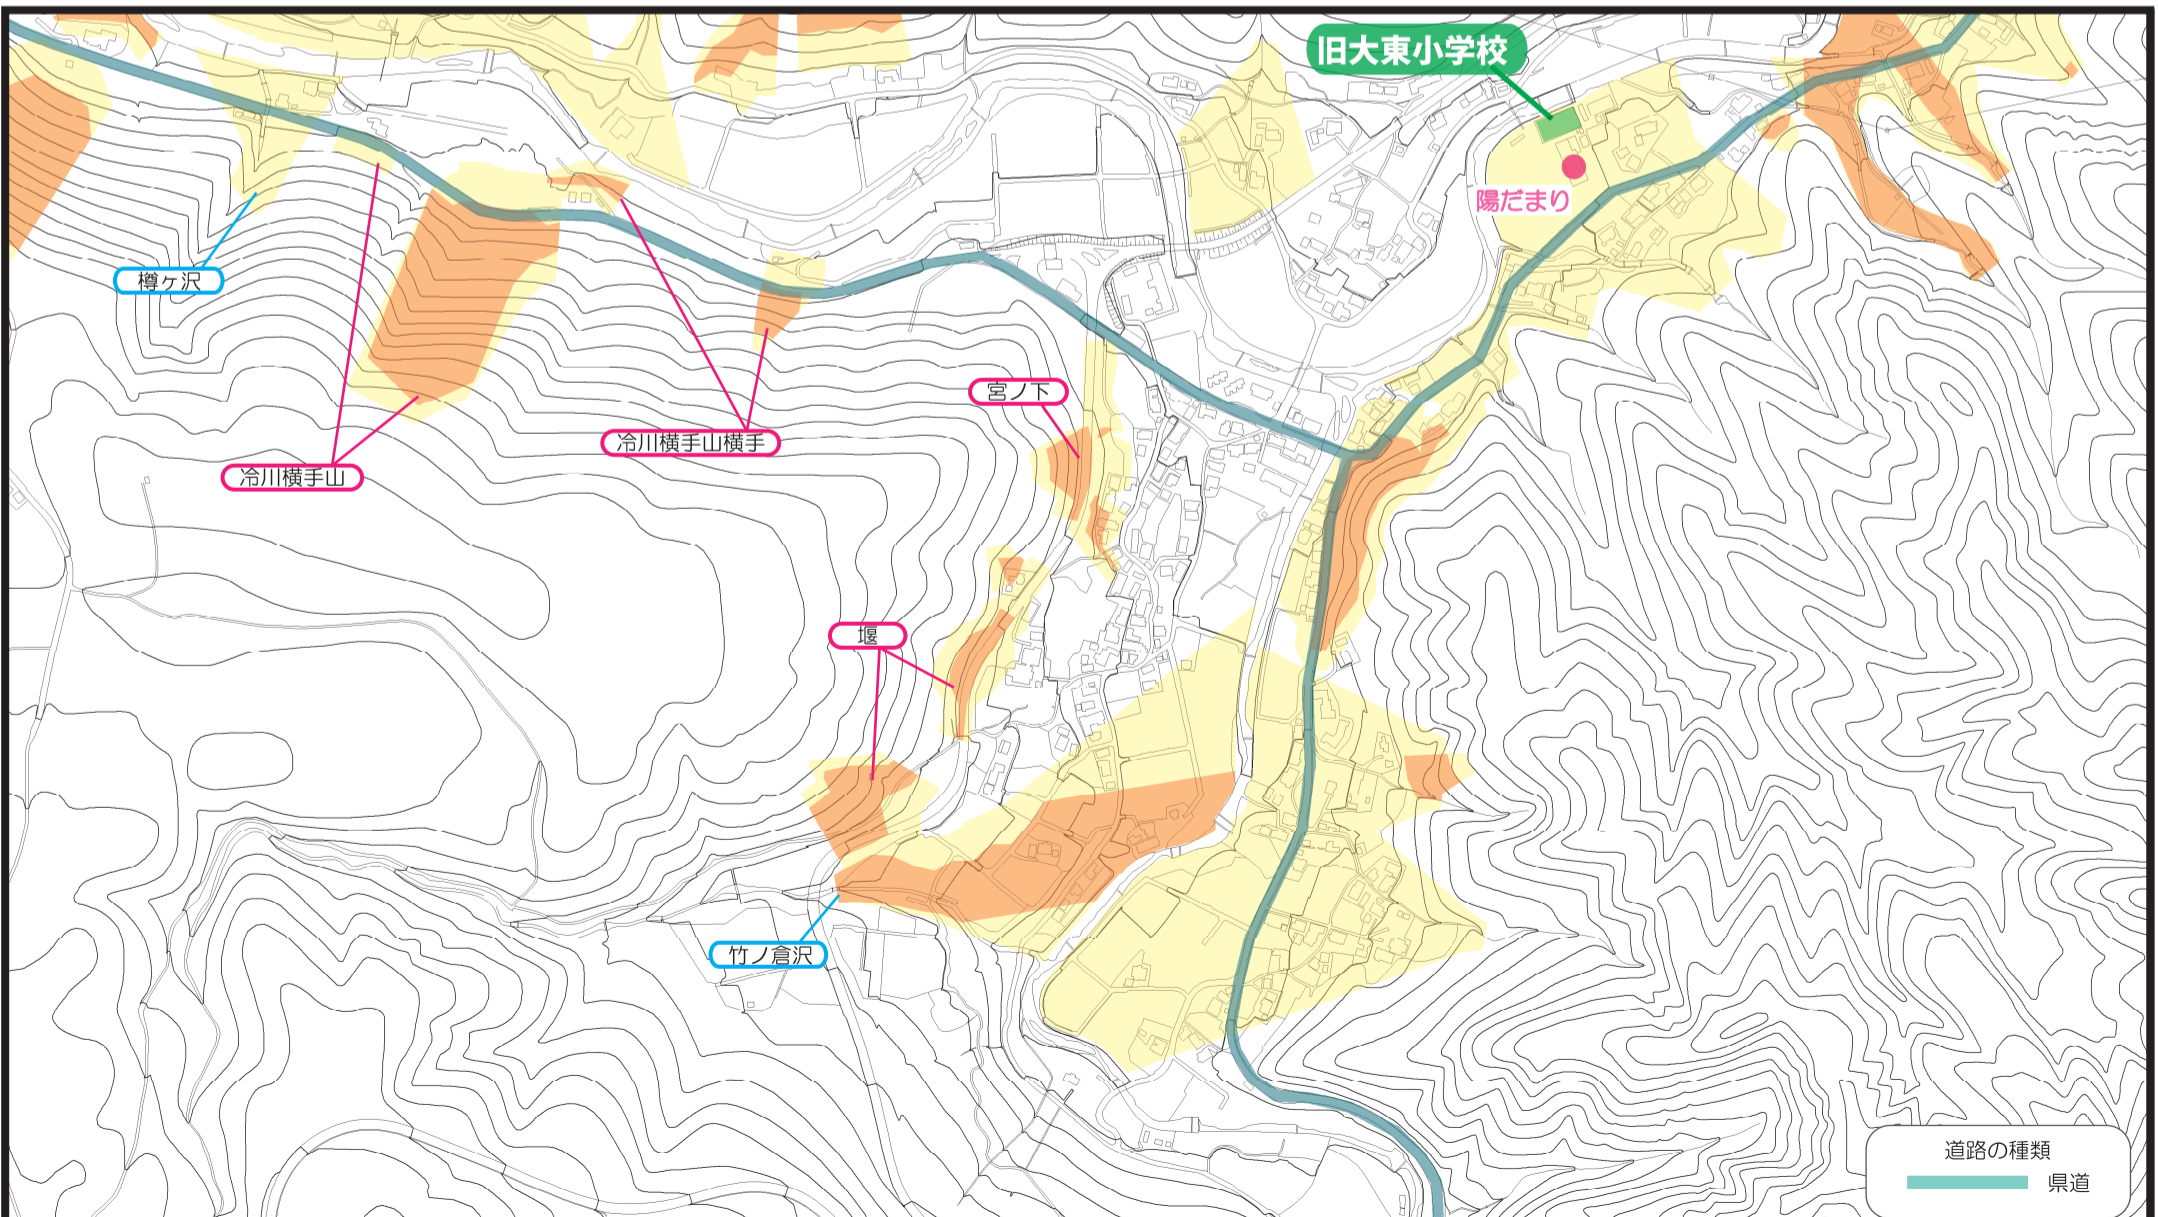 旧大東小学校
陽だまり
樽ヶ沢
宮ノ下
冷川横手山横手
冷川横手山
堰
竹ノ倉沢
道路の種類
県道